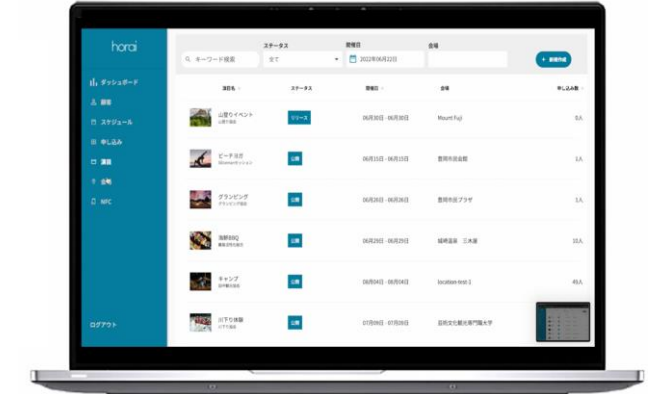 horai
ダッシュボード
顧客
スケジュール
申し込み
講座
会場
NFC
ログアウト
キーワード検索
ステータス
全て
開催日
2022年06月22日
会場
+ 新規作成
項目名
ステータス
開催日
会場
申し込み数
山登りイベント
リリース
06月30日 - 06月30日
Mount Fuji
0人
ビーチヨガ
公開
06月15日 - 06月15日
豊岡市民会館
グランピング
公開
06月26日 - 06月26日
豊岡市民プラザ
海鮮BBQ
公開
06月29日 - 06月29日
城崎温泉 三木屋
キャンプ
公開
06月04日 - 06月04日
location-test-1
川下り体験
公開
07月09日 - 07月09日
芸術文化観光専門職大学